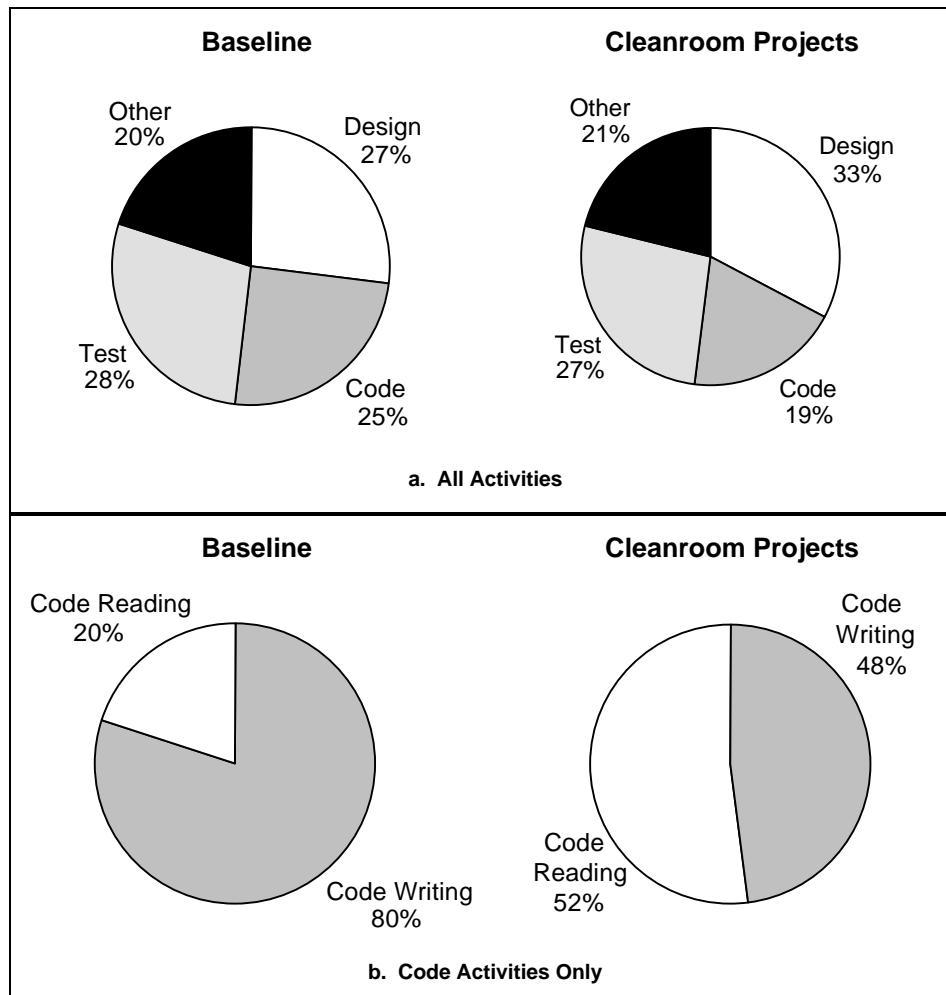 Baseline
Cleanroom Projects
Other
20%
Design
27%
Test
28%
Code
25%
Other
21%
Design
33%
Test
27%
Code
19%
a. All Activities
Baseline
Cleanroom Projects
Code Reading
20%
Code Writing
80%
Code
Writing
48%
Code
Reading
52%
b. Code Activities Only